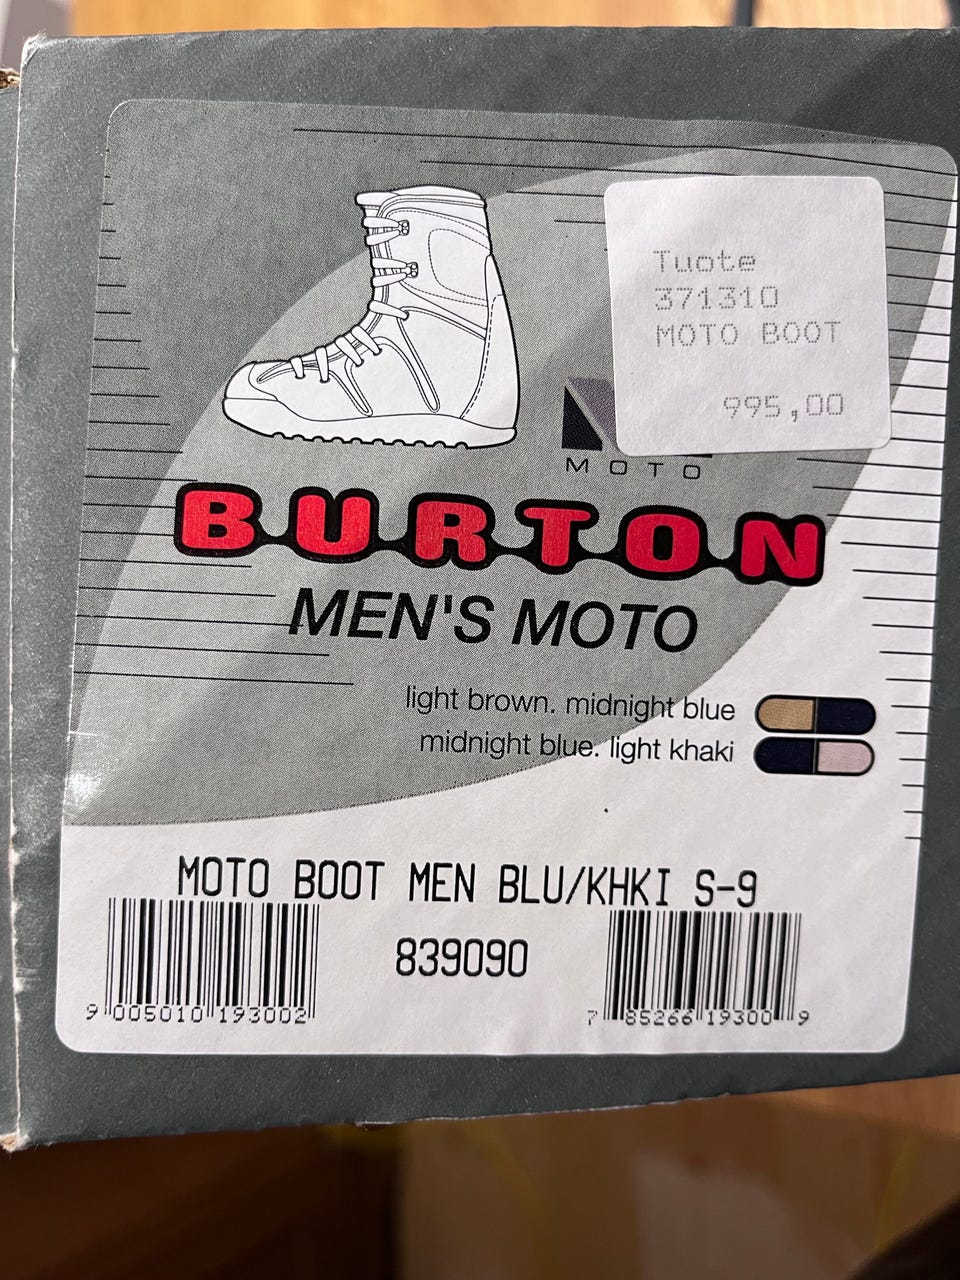 Tuote
371310
MOTO BOOT
995,00
MOTO
BURTON
MEN'S MOTO
light brown. midnight blue
midnight blue. light khaki
MOTO BOOT MEN BLU/KHKI S-9
839090
9 005010 193002
7 85266 19300 9